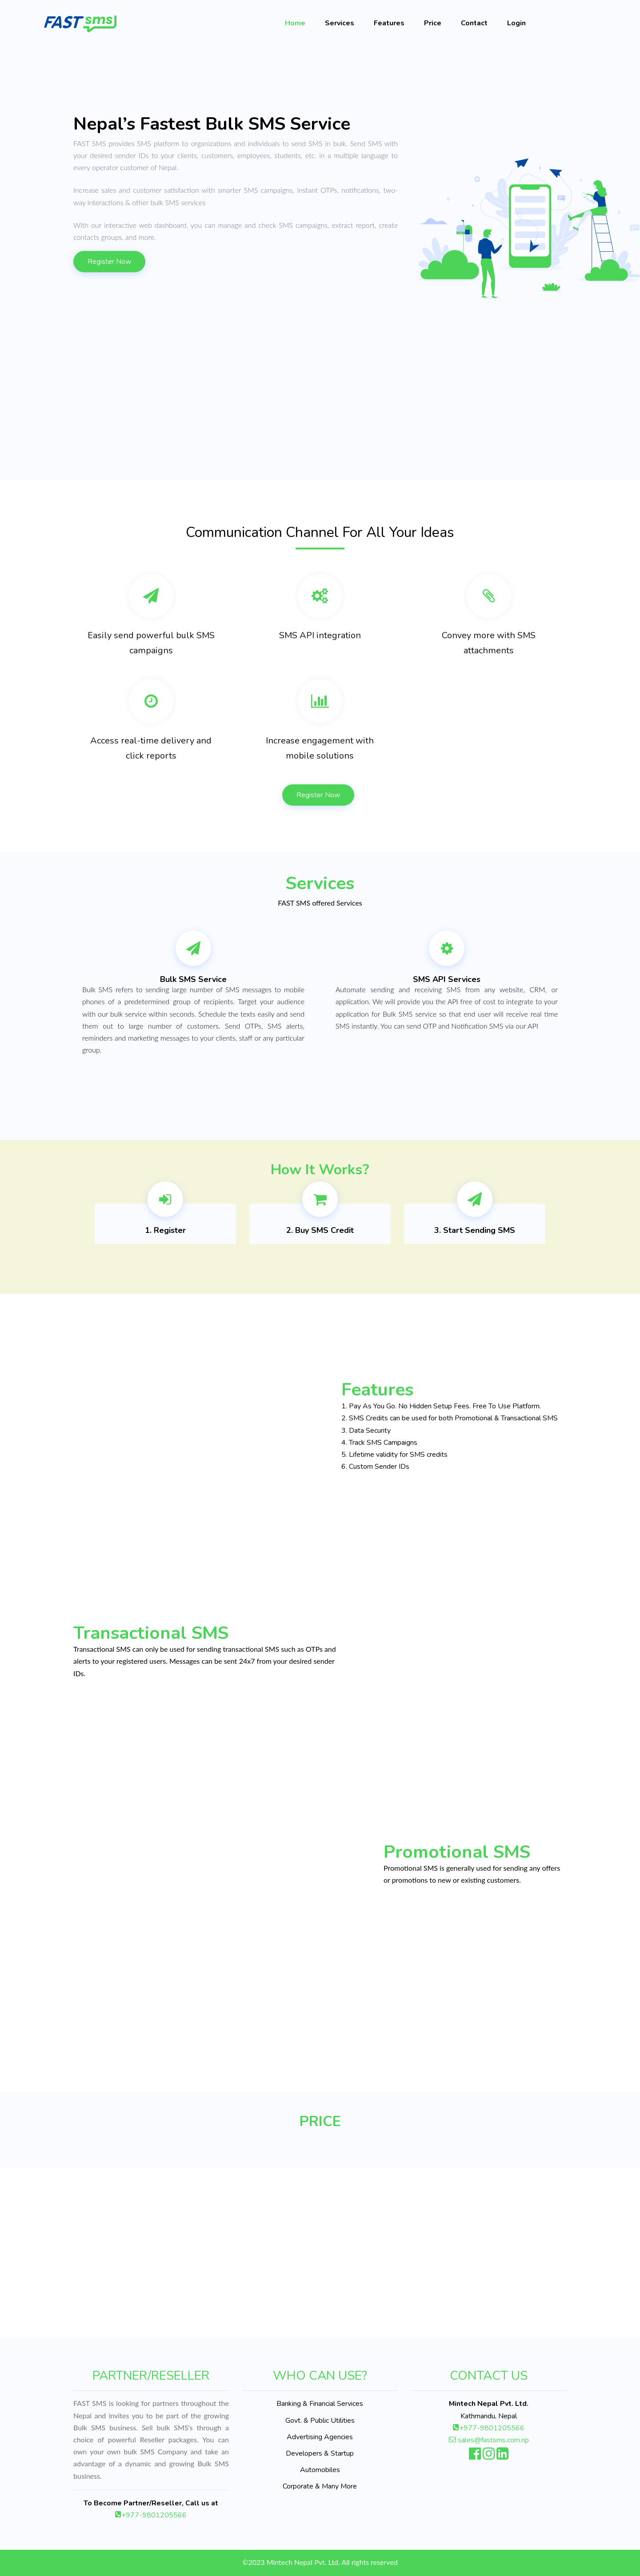 FAST sms
Home Services Features Price Contact Login
Nepal's Fastest Bulk SMS Service
FAST SMS provides SMS platform to organizations and individuals to send SMS in bulk. Send SMS with
your desired sender IDs to your clients, customers, employees, students, etc. in a multiple language to
every operator customer of Nepal.
Increase sales and customer satisfaction with smarter SMS campaigns, instant OTPs, notifications, two-
way interactions & other bulk SMS services
With our interactive web dashboard, you can manage and check SMS campaigns, extract report, create
contacts groups, and more.
Register Now
Communication Channel For All Your Ideas
Easily send powerful bulk SMS
campaigns
SMS API integration
Convey more with SMS
attachments
Access real-time delivery and
click reports
Increase engagement with
mobile solutions
Register Now
Services
FAST SMS offered Services
Bulk SMS Service
Bulk SMS refers to sending large number of SMS messages to mobile
phones of a predetermined group of recipients. Target your audience
with our bulk service within seconds. Schedule the texts easily and send
them out to large number of customers. Send OTPs, SMS alerts,
reminders and marketing messages to your clients, staff or any particular
group.
SMS API Services
Automate sending and receiving SMS from any website, CRM, or
application. We will provide you the API free of cost to integrate to your
application for Bulk SMS service so that end user will receive real time
SMS instantly. You can send OTP and Notification SMS via our API
How It Works?
1. Register
2. Buy SMS Credit
3. Start Sending SMS
Features
1. Pay As You Go. No Hidden Setup Fees. Free To Use Platform.
2. SMS Credits can be used for both Promotional & Transactional SMS
3. Data Security
4. Track SMS Campaigns
5. Lifetime validity for SMS credits
6. Custom Sender IDs
Transactional SMS
Transactional SMS can only be used for sending transactional SMS such as OTPs and
alerts to your registered users. Messages can be sent 24x7 from your desired sender
IDs.
Promotional SMS
Promotional SMS is generally used for sending any offers
or promotions to new or existing customers.
PRICE
PARTNER/RESELLER
FAST SMS is looking for partners throughout the
Nepal and invites you to be part of the growing
Bulk SMS business. Sell bulk SMS's through a
choice of powerful Reseller packages. You can
own your own bulk SMS Company and take an
advantage of a dynamic and growing Bulk SMS
business.
To Become Partner/Reseller, Call us at
+977-9801205566
WHO CAN USE?
Banking & Financial Services
Govt. & Public Utilities
Advertising Agencies
Developers & Startup
Automobiles
Corporate & Many More
CONTACT US
Mintech Nepal Pvt. Ltd.
Kathmandu, Nepal
+977-9801205566
sales@fastsms.com.np
©2023 Mintech Nepal Pvt. Ltd. All rights reserved